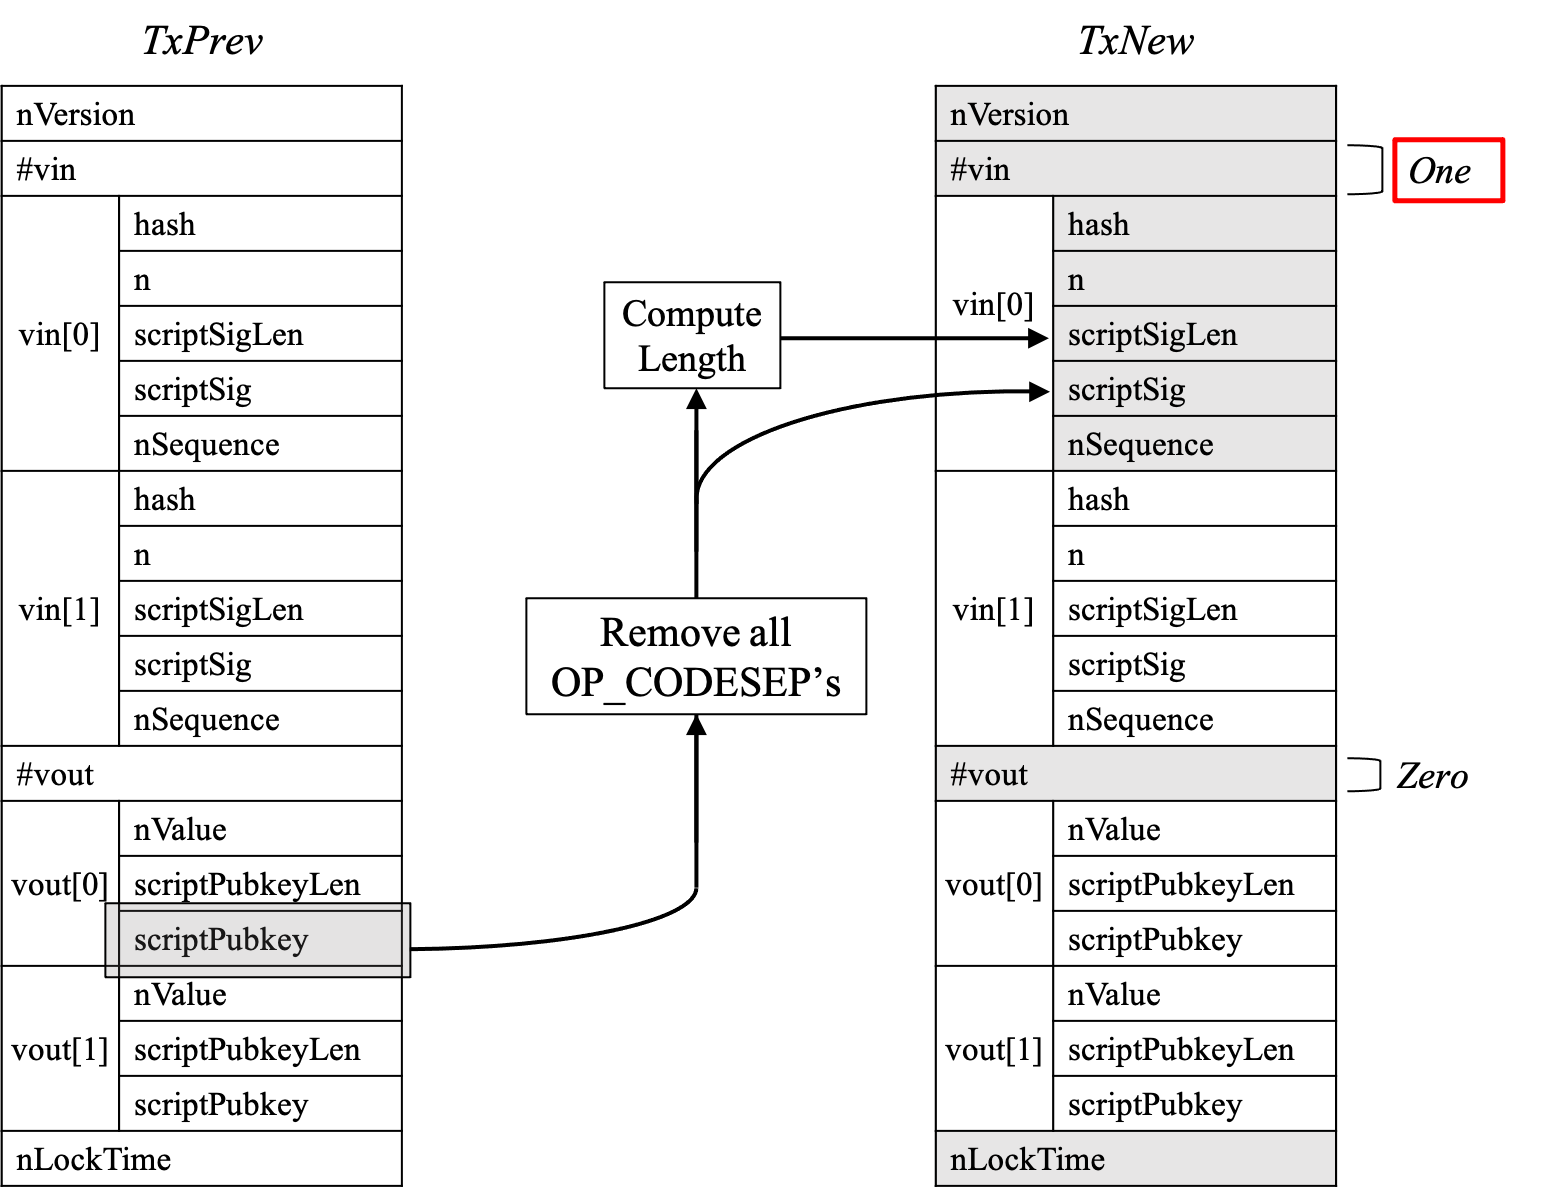 TxPrev
nVersion
#vin
vin[0]
hash
n
scriptSigLen
scriptSig
nSequence
vin[1]
hash
n
scriptSigLen
scriptSig
nSequence
#vout
vout[0]
nValue
scriptPubkeyLen
scriptPubkey
vout[1]
nValue
scriptPubkeyLen
scriptPubkey
nLockTime
Compute
Length
Remove all
OP_CODESEP’s
TxNew
nVersion
#vin
One
vin[0]
hash
n
scriptSigLen
scriptSig
nSequence
vin[1]
hash
n
scriptSigLen
scriptSig
nSequence
#vout
Zero
vout[0]
nValue
scriptPubkeyLen
scriptPubkey
vout[1]
nValue
scriptPubkeyLen
scriptPubkey
nLockTime